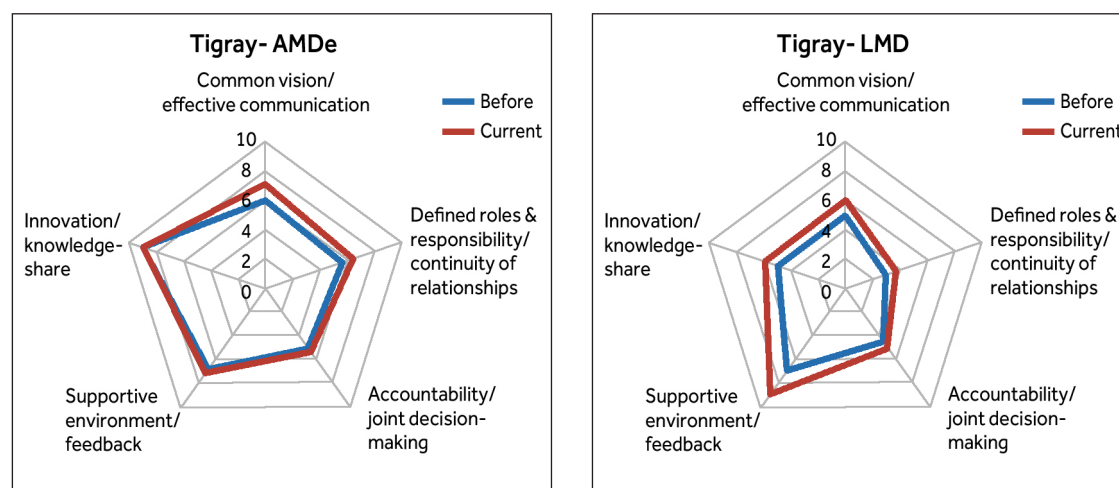 Tigray- AMDe
Common vision/
effective communication
Before
Current
10
8
6
4
2
0
Innovation/
knowledge-
share
Defined roles &
responsibility/
continuity of
relationships
Supportive
environment/
feedback
Accountability/
joint decision-
making
Tigray- LMD
Common vision/
effective communication
Before
Current
10
8
6
4
2
0
Innovation/
knowledge-
share
Defined roles &
responsibility/
continuity of
relationships
Supportive
environment/
feedback
Accountability/
joint decision-
making